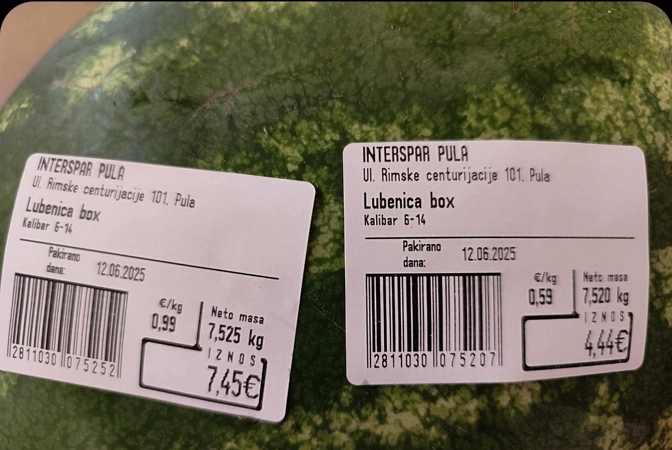 INTERSPAR PULA
Ul. Rimske centurijacije 101, Pula
Lubenica box
Kalibar 6-14
Pakirano
dana:
12.06.2025
€/kg
0,99
Neto masa
7,525 kg
IZNOS
7,45€
2811030 075252
INTERSPAR PULA
Ul. Rimske centurijacije 101, Pula
Lubenica box
Kalibar 6-14
Pakirano
dana:
12.06.2025
€/kg
0,59
Neto masa
7,520 kg
IZNOS
4,44€
2811030 075207